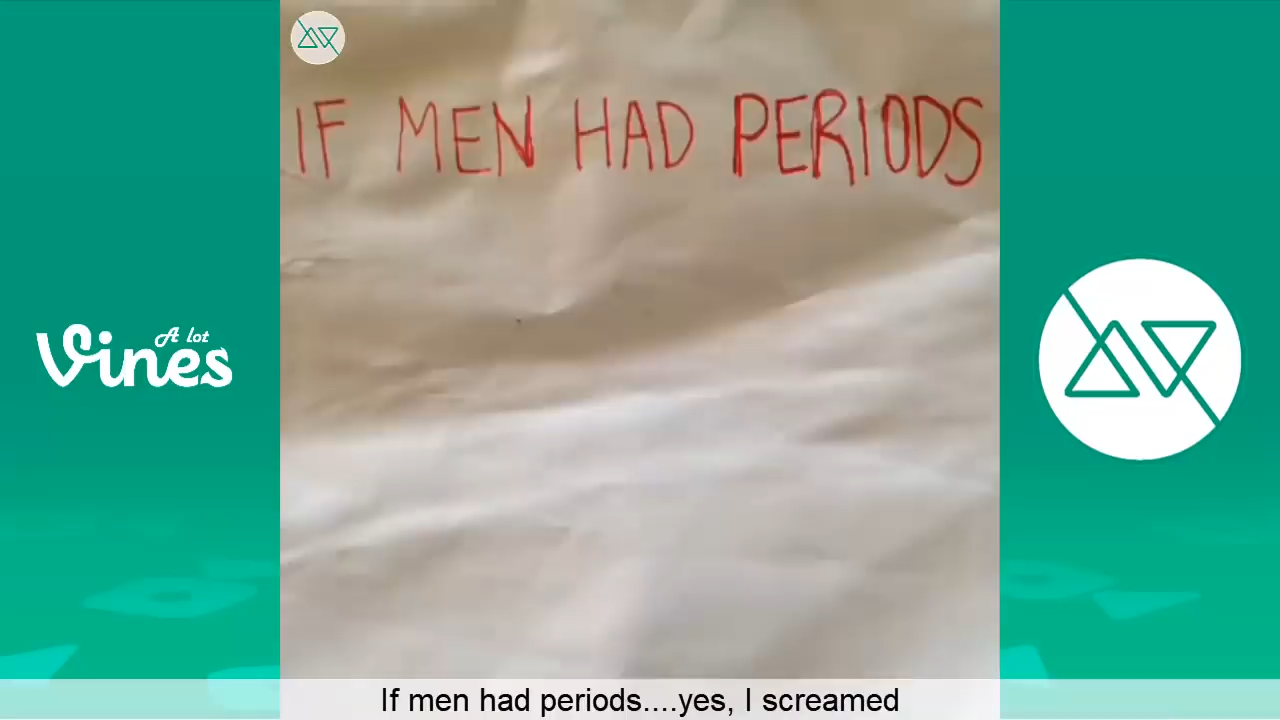 IF MEN HAD PERIODS
A lot
Vines
If men had periods....yes, I screamed